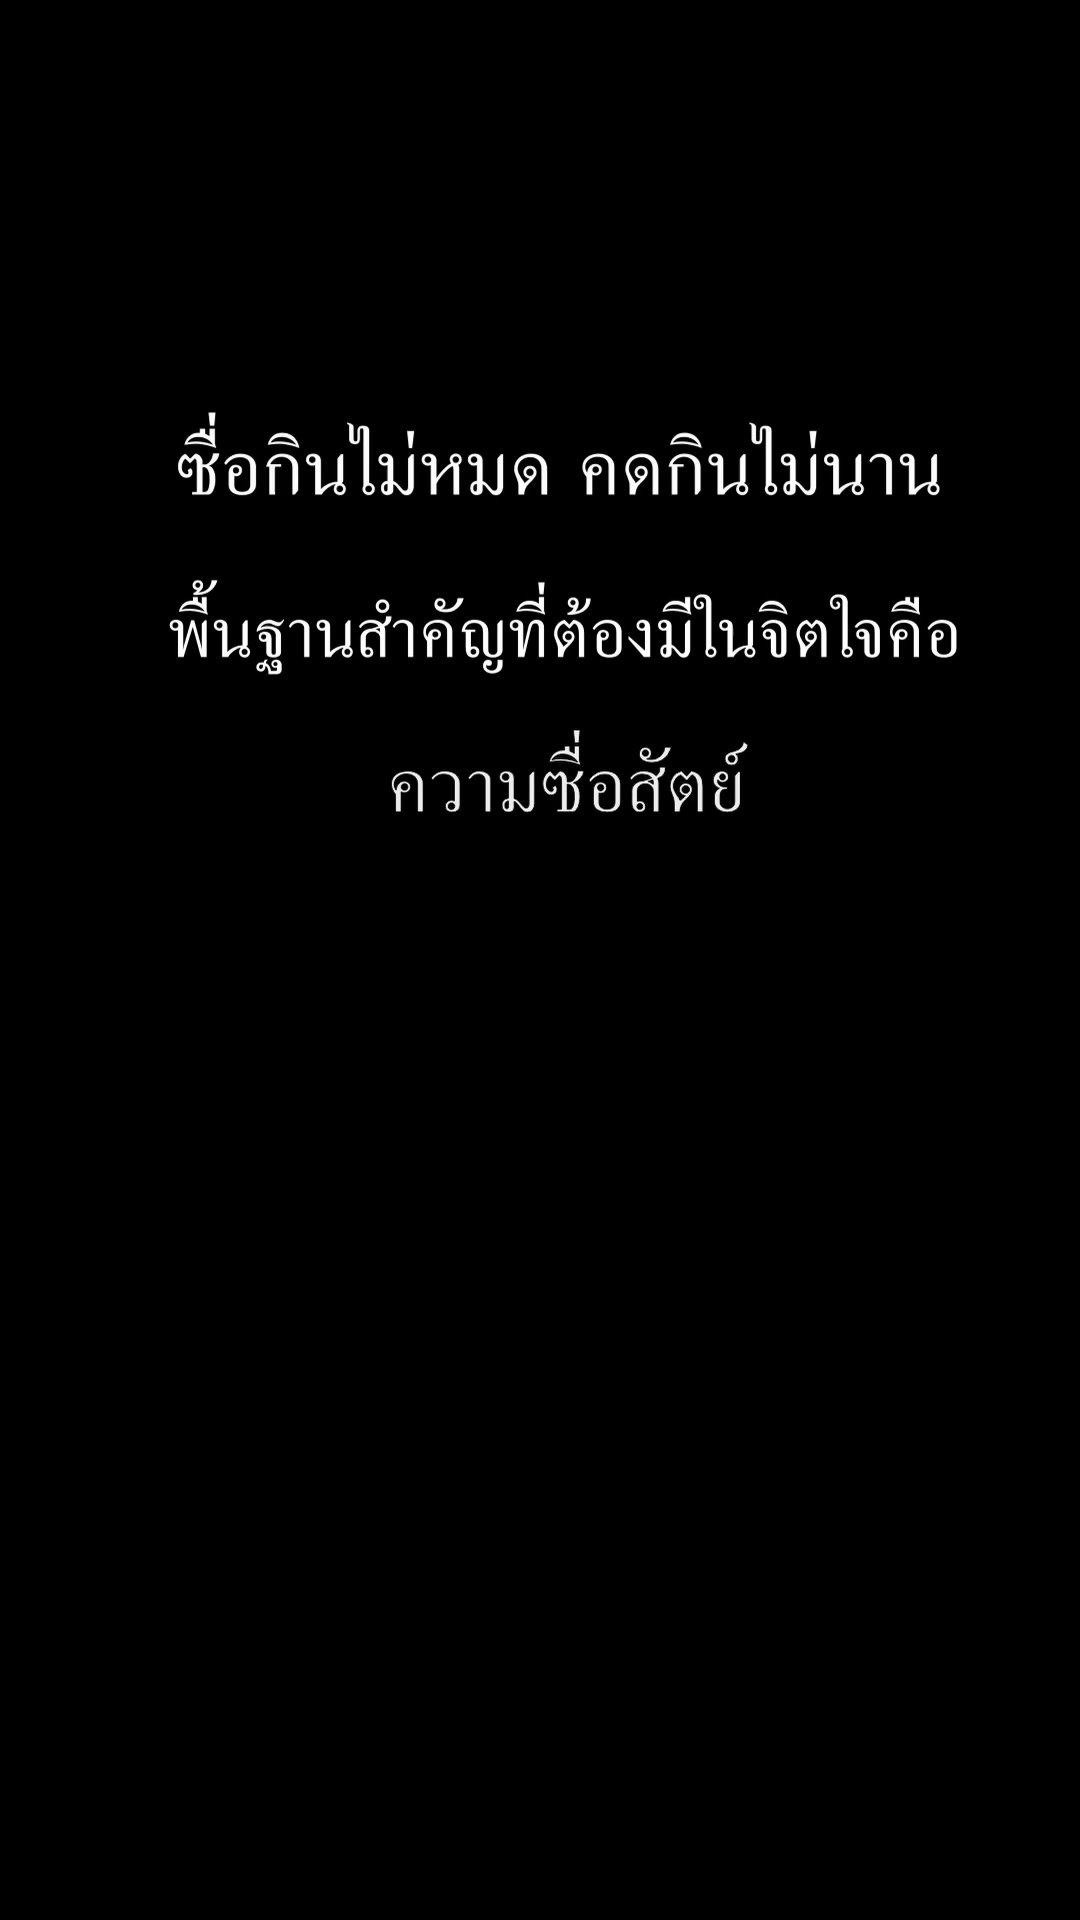 ซื่อกินไม่หมด คดกินไม่นาน
พื้นฐานสำคัญที่ต้องมีในจิตใจคือ
ความซื่อสัตย์